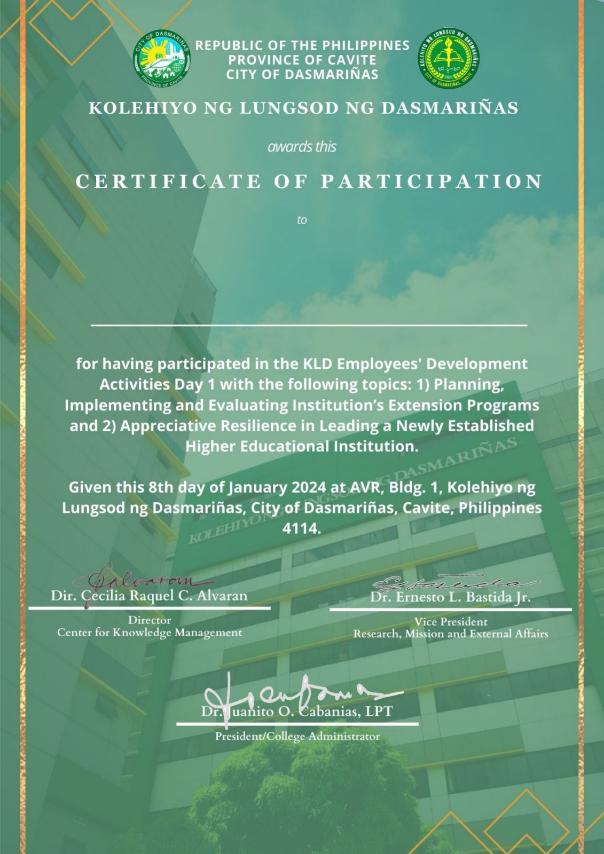 REPUBLIC OF THE PHILIPPINES
PROVINCE OF CAVITE
CITY OF DASMARIÑAS
KOLEHIYO NG LUNGSOD NG DASMARIÑAS
awards this
CERTIFICATE OF PARTICIPATION
to
for having participated in the KLD Employees' Development
Activities Day 1 with the following topics: 1) Planning,
Implementing and Evaluating Institution's Extension Programs
and 2) Appreciative Resilience in Leading a Newly Established
Higher Educational Institution.
KOLEHIYO NG LUNGSOD NG DASMARIÑAS
Given this 8th day of January 2024 at AVR, Bldg. 1, Kolehiyo ng
Lungsod ng Dasmariñas, City of Dasmariñas, Cavite, Philippines
4114.
Dir. Cecilia Raquel C. Alvaran
Director
Center for Knowledge Management
Dr. Ernesto L. Bastida Jr.
Vice President
Research, Mission and External Affairs
Dr. Juanito O. Cabanias, LPT
President/College Administrator